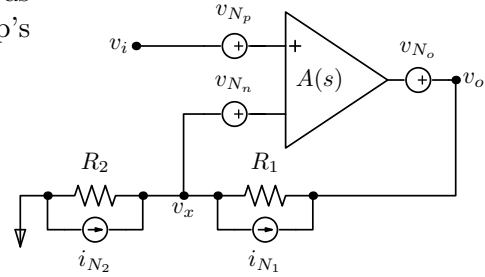 as
p's
v_{N_p}
v_i
+
v_{N_o}
A(s)
v_o
v_{N_n}
+
R_2
R_1
v_x
i_{N_2}
i_{N_1}